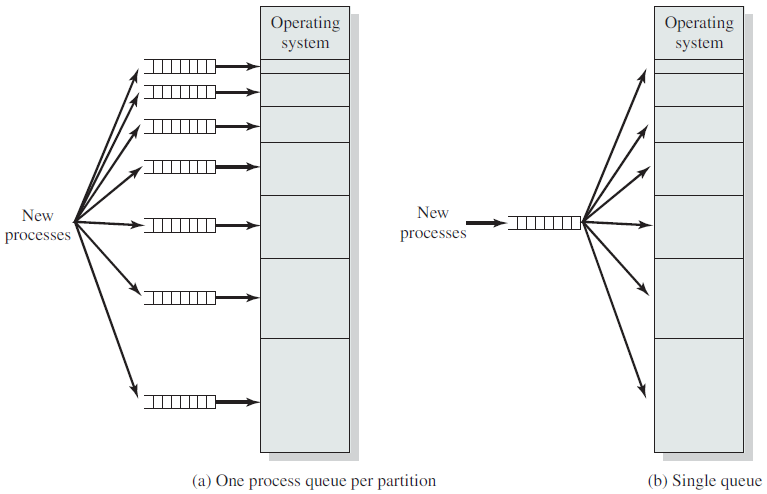 Operating
system
New
processes
(a) One process queue per partition
Operating
system
New
processes
(b) Single queue